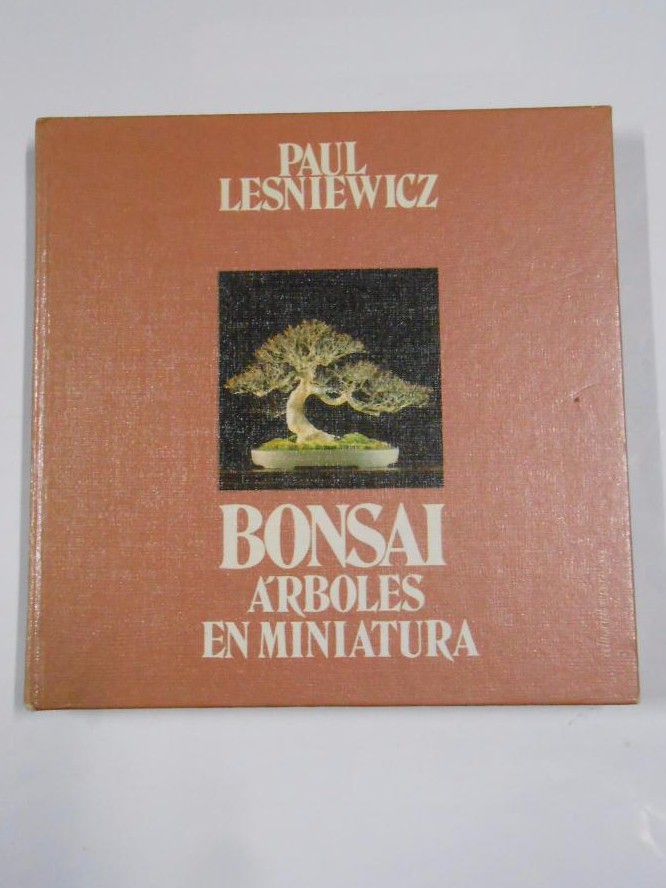 PAUL
LESNIEWICZ
BONSAI
ÁRBOLES
EN MINIATURA